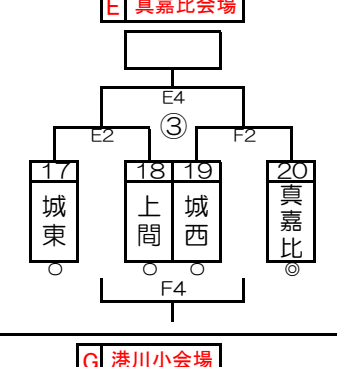 E 真嘉比会場
E4
③
E2 F2
17 18 19 20
城東 上間 城西 真嘉比
○ ○ ○ ◎
F4
G 港川小会場